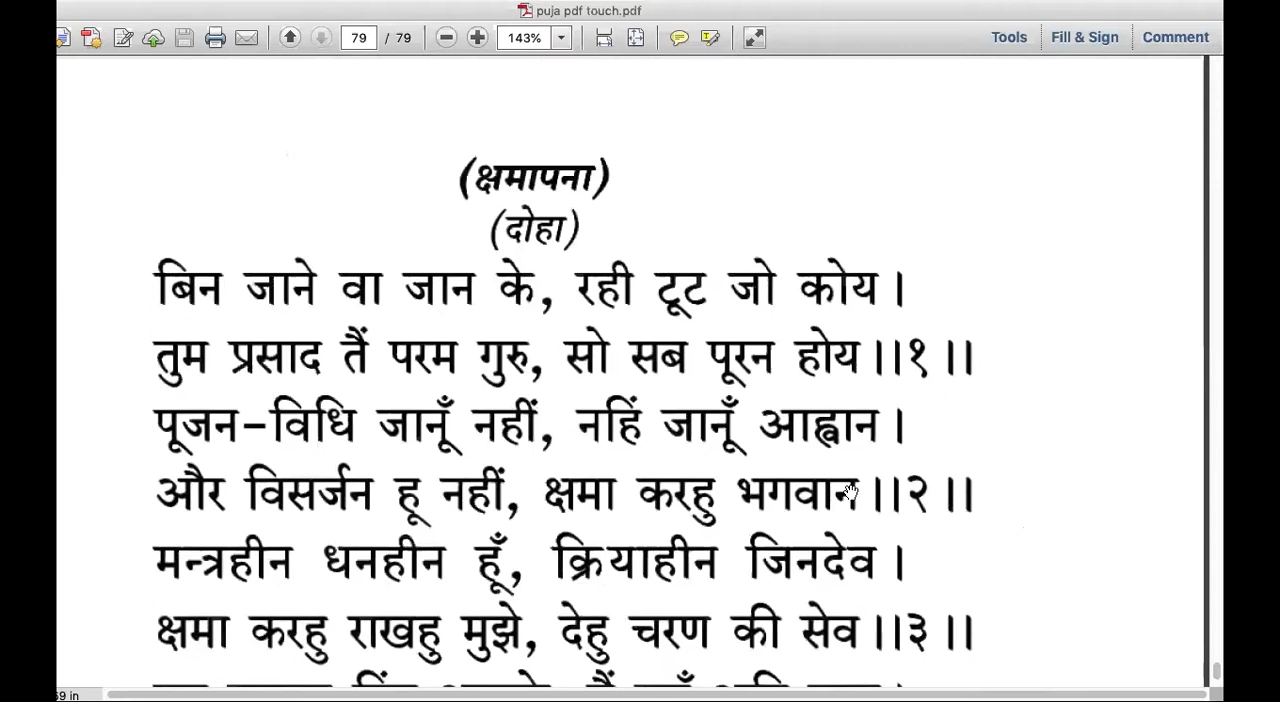 puja pdf touch.pdf
79 / 79 143% Tools Fill & Sign Comment
(क्षमापना)
(दोहा)
बिन जाने वा जान के, रही टूट जो कोय।
तुम प्रसाद तैं परम गुरु, सो सब पूरन होय।।१।।
पूजन-विधि जानूँ नहीं, नहिं जानूँ आह्वान।
और विसर्जन हू नहीं, क्षमा करहु भगवान।।२।।
मन्त्रहीन धनहीन हूँ, क्रियाहीन जिनदेव।
क्षमा करहु राखहु मुझे, देहु चरण की सेव।।३।।
69 in